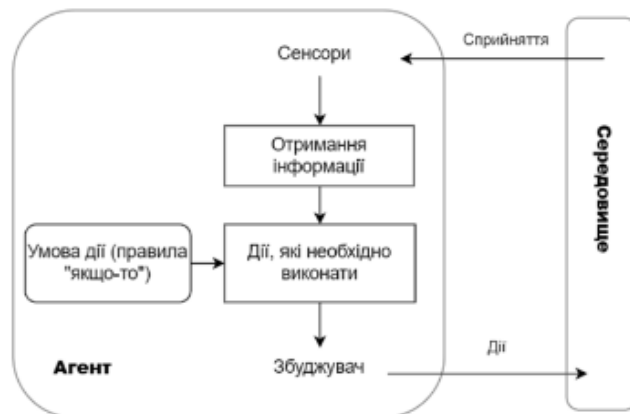 Сенсори
Сприйняття
Отримання
інформації
Умова дії (правила
"якщо-то")
Дії, які необхідно
виконати
Агент
Збуджувач
Дії
Середовище